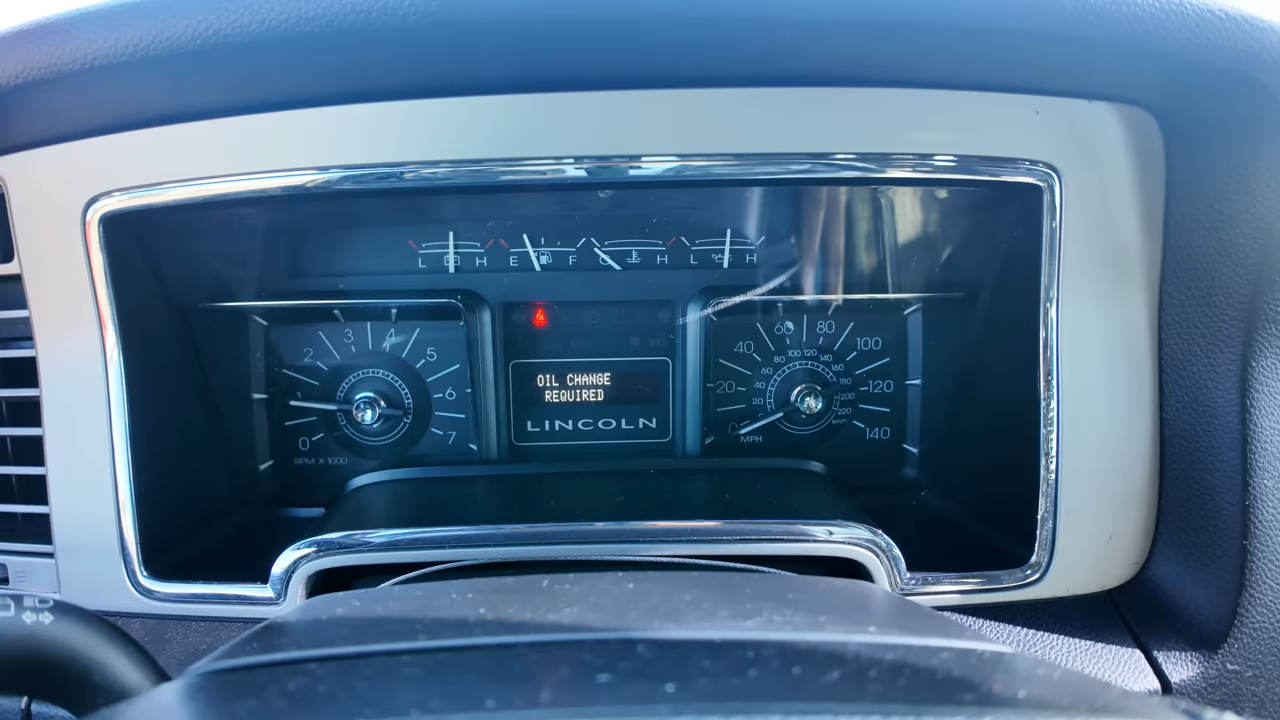 L H E F C H L H
0 1 2 3 4 5 6 7
RPM X 1000
OIL CHANGE
REQUIRED
LINCOLN
0 20 40 60 80 100 120 140
20 40 60 80 100 120 140 160 180 200 220
km/h
MPH